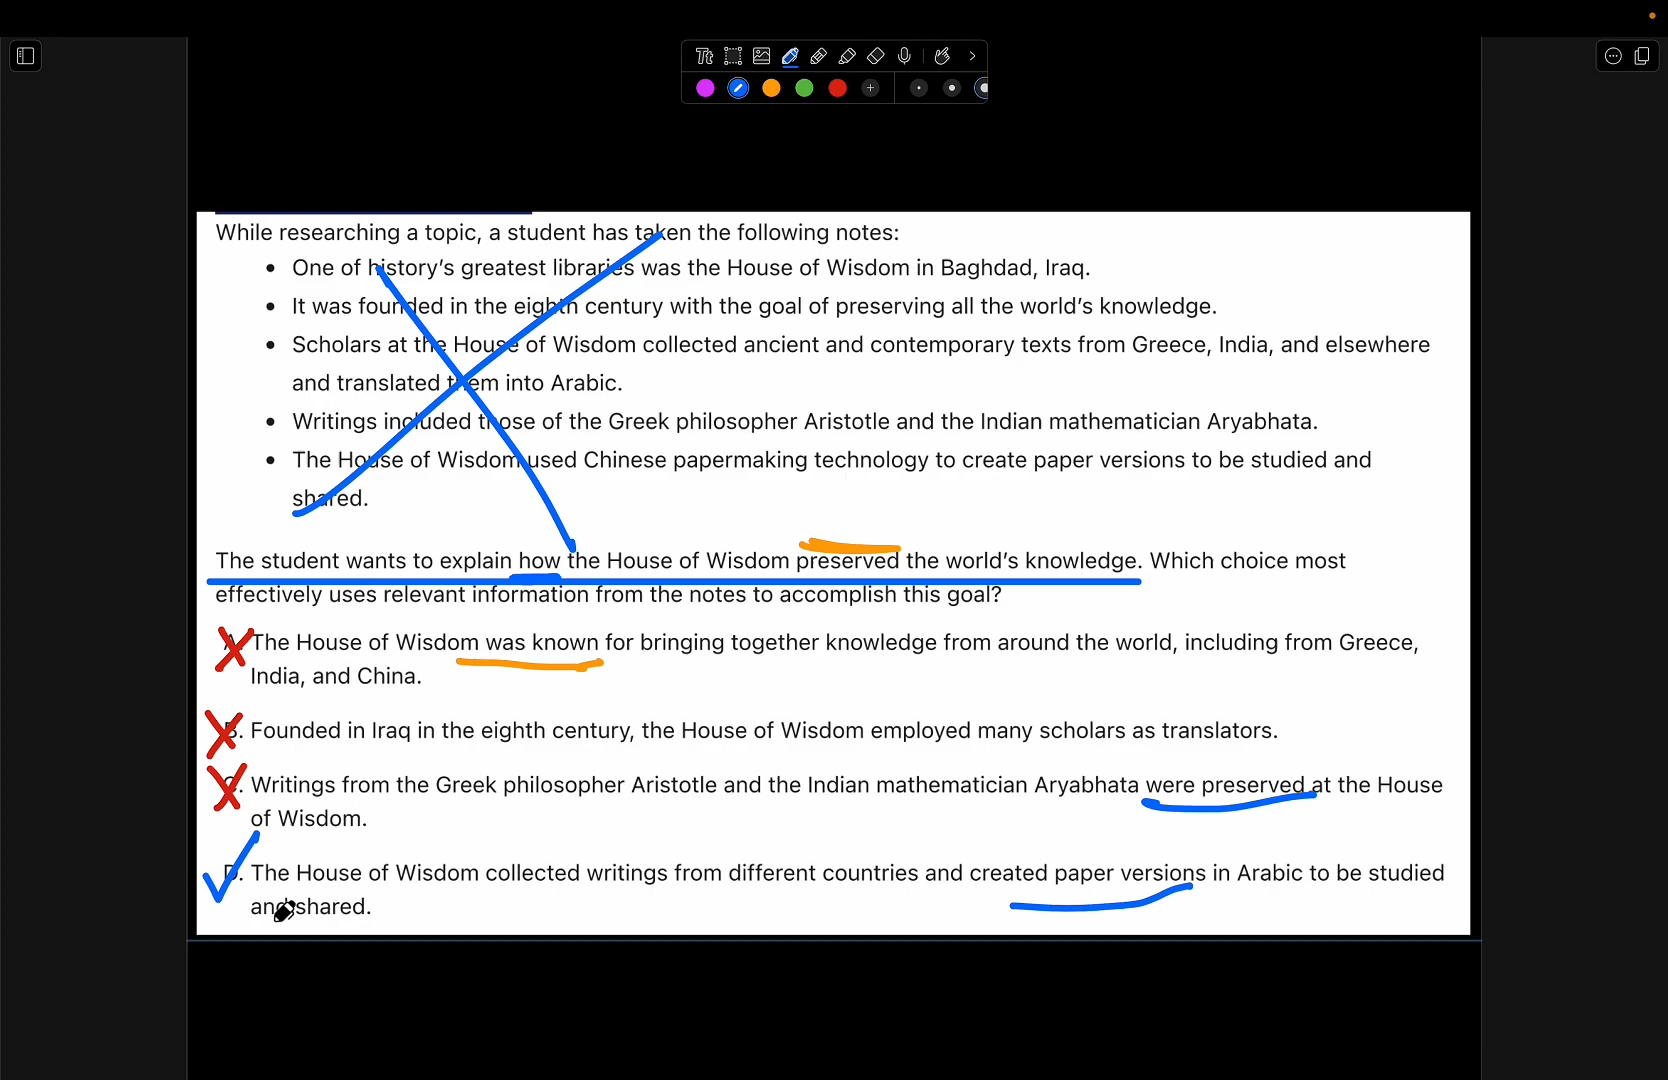 Tt
While researching a topic, a student has taken the following notes:
• One of history's greatest libraries was the House of Wisdom in Baghdad, Iraq.
• It was founded in the eighth century with the goal of preserving all the world's knowledge.
• Scholars at the House of Wisdom collected ancient and contemporary texts from Greece, India, and elsewhere
and translated them into Arabic.
• Writings included those of the Greek philosopher Aristotle and the Indian mathematician Aryabhata.
• The House of Wisdom used Chinese papermaking technology to create paper versions to be studied and
shared.
The student wants to explain how the House of Wisdom preserved the world's knowledge. Which choice most
effectively uses relevant information from the notes to accomplish this goal?
A. The House of Wisdom was known for bringing together knowledge from around the world, including from Greece,
India, and China.
B. Founded in Iraq in the eighth century, the House of Wisdom employed many scholars as translators.
C. Writings from the Greek philosopher Aristotle and the Indian mathematician Aryabhata were preserved at the House
of Wisdom.
D. The House of Wisdom collected writings from different countries and created paper versions in Arabic to be studied
and shared.